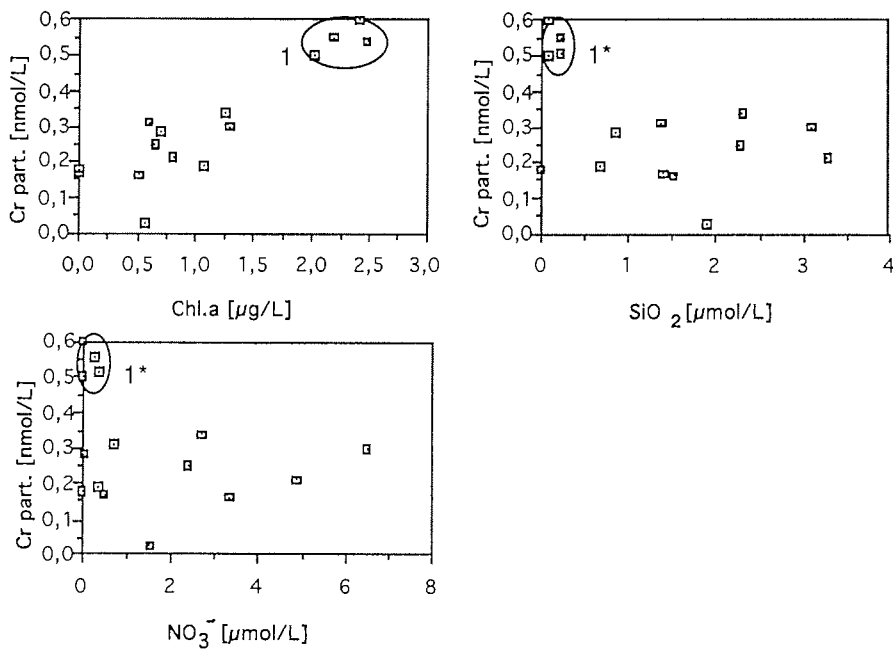 Cr part. [nmol/L]
0,6
0,5
0,4
0,3
0,2
0,1
0,0
1
0,0 0,5 1,0 1,5 2,0 2,5 3,0
Chl.a [µg/L]
Cr part. [nmol/L]
0,6
0,5
0,4
0,3
0,2
0,1
0,0
1*
0 1 2 3 4
SiO 2 [µmol/L]
Cr part. [nmol/L]
0,6
0,5
0,4
0,3
0,2
0,1
0,0
1*
0 2 4 6 8
NO3- [µmol/L]